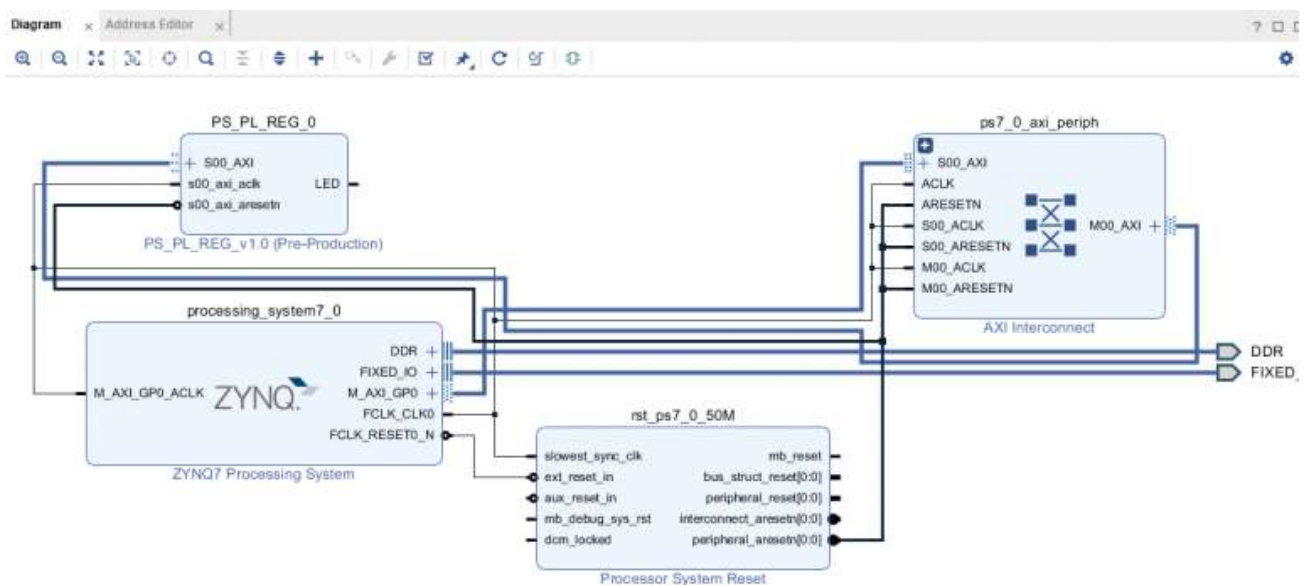 Diagram
Address Editor
PS_PL_REG_0
S00_AXI
s00_axi_aclk
s00_axi_aresetn
LED
PS_PL_REG_v1.0 (Pre-Production)
ps7_0_axi_periph
S00_AXI
ACLK
ARESETN
S00_ACLK
S00_ARESETN
M00_ACLK
M00_ARESETN
M00_AXI
AXI Interconnect
processing_system7_0
M_AXI_GP0_ACLK
ZYNQ.
DDR
FIXED_IO
M_AXI_GP0
FCLK_CLK0
FCLK_RESET0_N
ZYNQ7 Processing System
DDR
FIXED_
rst_ps7_0_50M
slowest_sync_clk
ext_reset_in
aux_reset_in
mb_debug_sys_rst
dcm_locked
mb_reset
bus_struct_reset[0:0]
peripheral_reset[0:0]
interconnect_aresetn[0:0]
peripheral_aresetn[0:0]
Processor System Reset